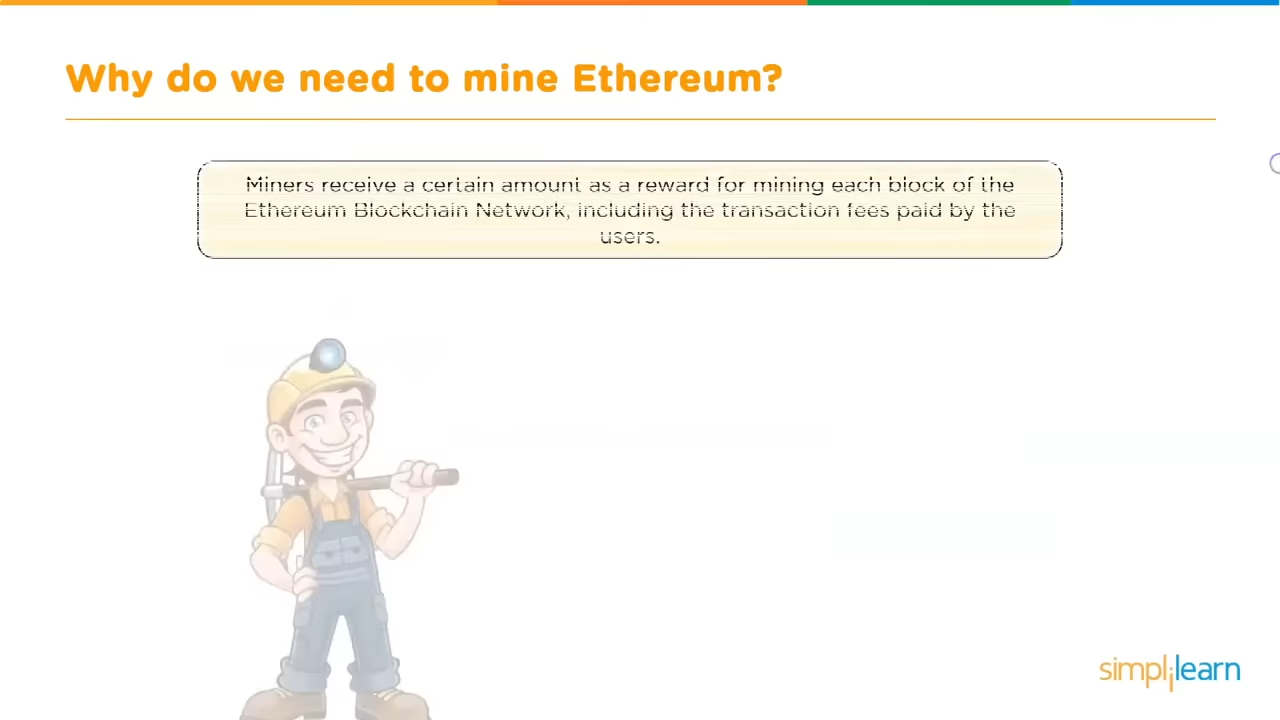 Why do we need to mine Ethereum?
Miners receive a certain amount as a reward for mining each block of the
Ethereum Blockchain Network, including the transaction fees paid by the
users.
simplilearn